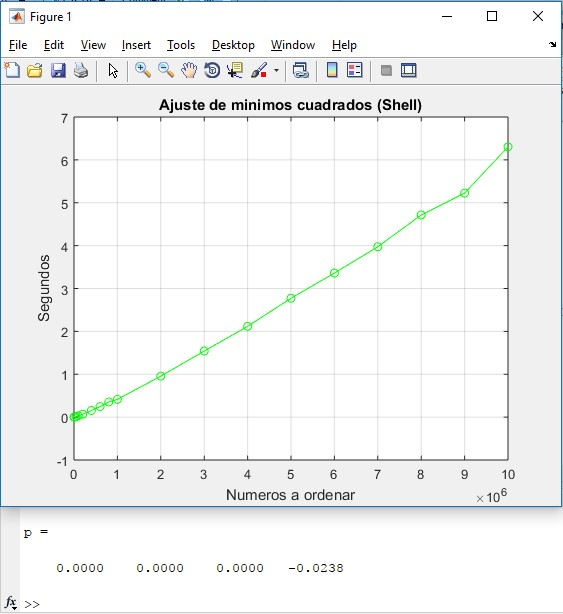 Figure 1
File Edit View Insert Tools Desktop Window Help
Ajuste de minimos cuadrados (Shell)
7
6
5
4
3
2
1
0
-1
Segundos
0 1 2 3 4 5 6 7 8 9 10
Numeros a ordenar
×10^6
p =
0.0000 0.0000 0.0000 -0.0238
fx >>